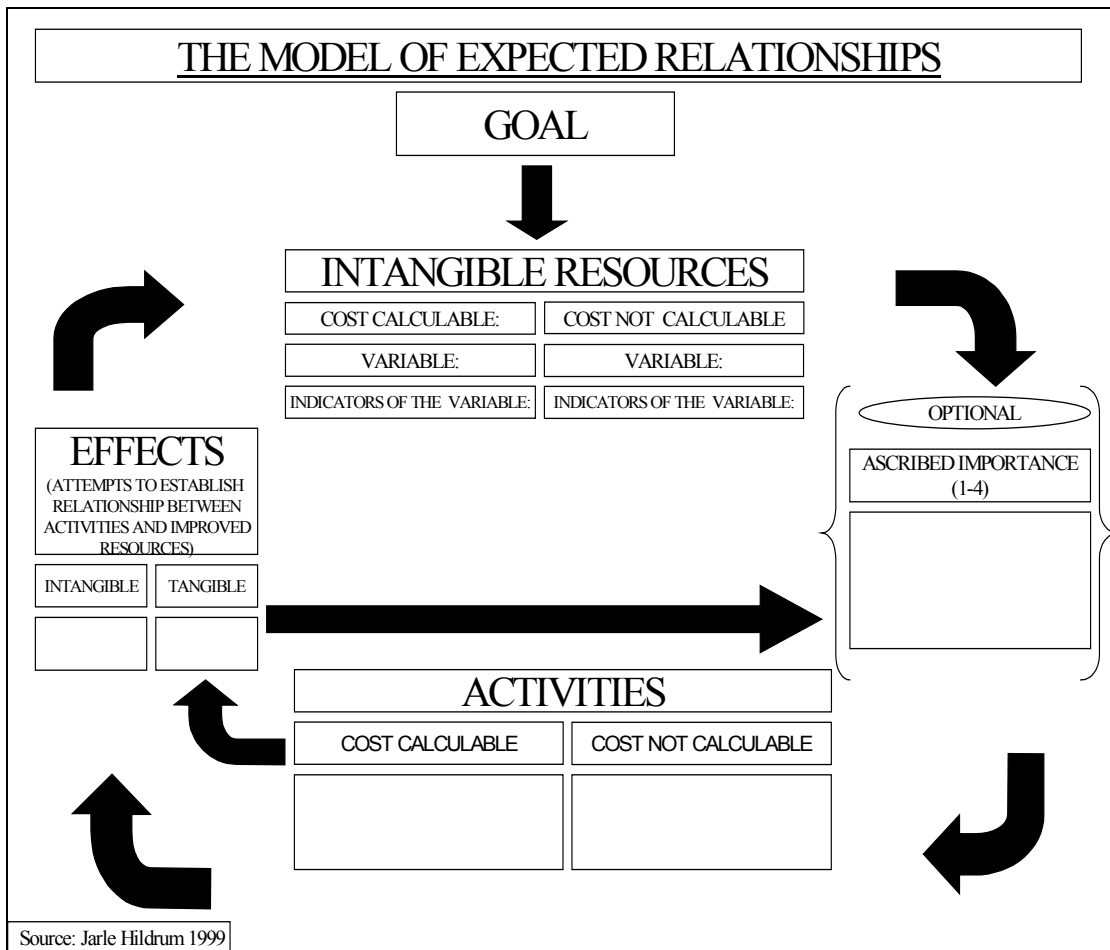 THE MODEL OF EXPECTED RELATIONSHIPS
GOAL
INTANGIBLE RESOURCES
COST CALCULABLE:
COST NOT CALCULABLE
VARIABLE:
VARIABLE:
INDICATORS OF THE VARIABLE:
INDICATORS OF THE VARIABLE:
OPTIONAL
ASCRIBED IMPORTANCE
(1-4)
EFFECTS
(ATTEMPTS TO ESTABLISH
RELATIONSHIP BETWEEN
ACTIVITIES AND IMPROVED
RESOURCES)
INTANGIBLE
TANGIBLE
ACTIVITIES
COST CALCULABLE
COST NOT CALCULABLE
Source: Jarle Hildrum 1999